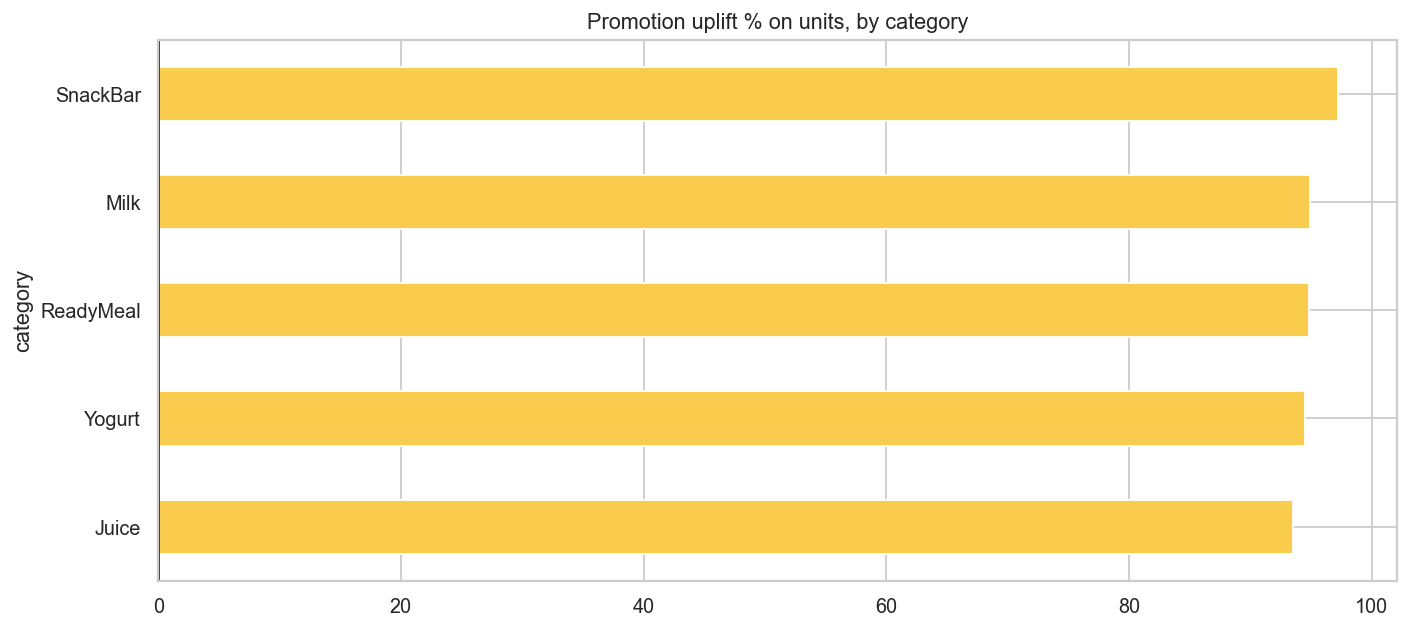 Promotion uplift % on units, by category
category
SnackBar
Milk
ReadyMeal
Yogurt
Juice
0 20 40 60 80 100